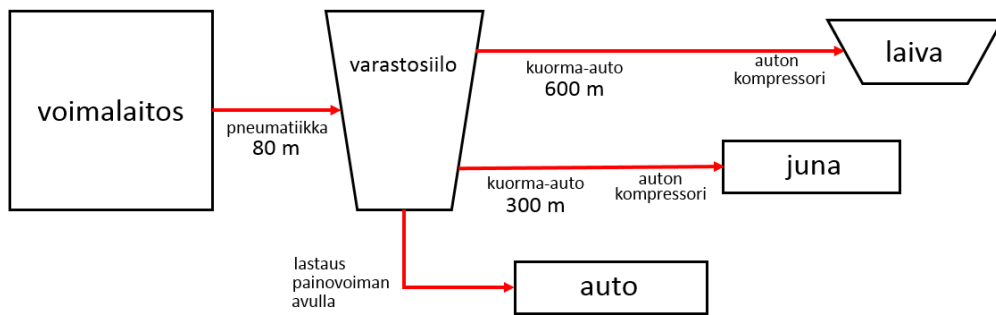 voimalaitos
pneumatiikka
80 m
varastosiilo
kuorma-auto
600 m
auton
kompressori
laiva
kuorma-auto
300 m
auton
kompressori
juna
lastaus
painovoiman
avulla
auto